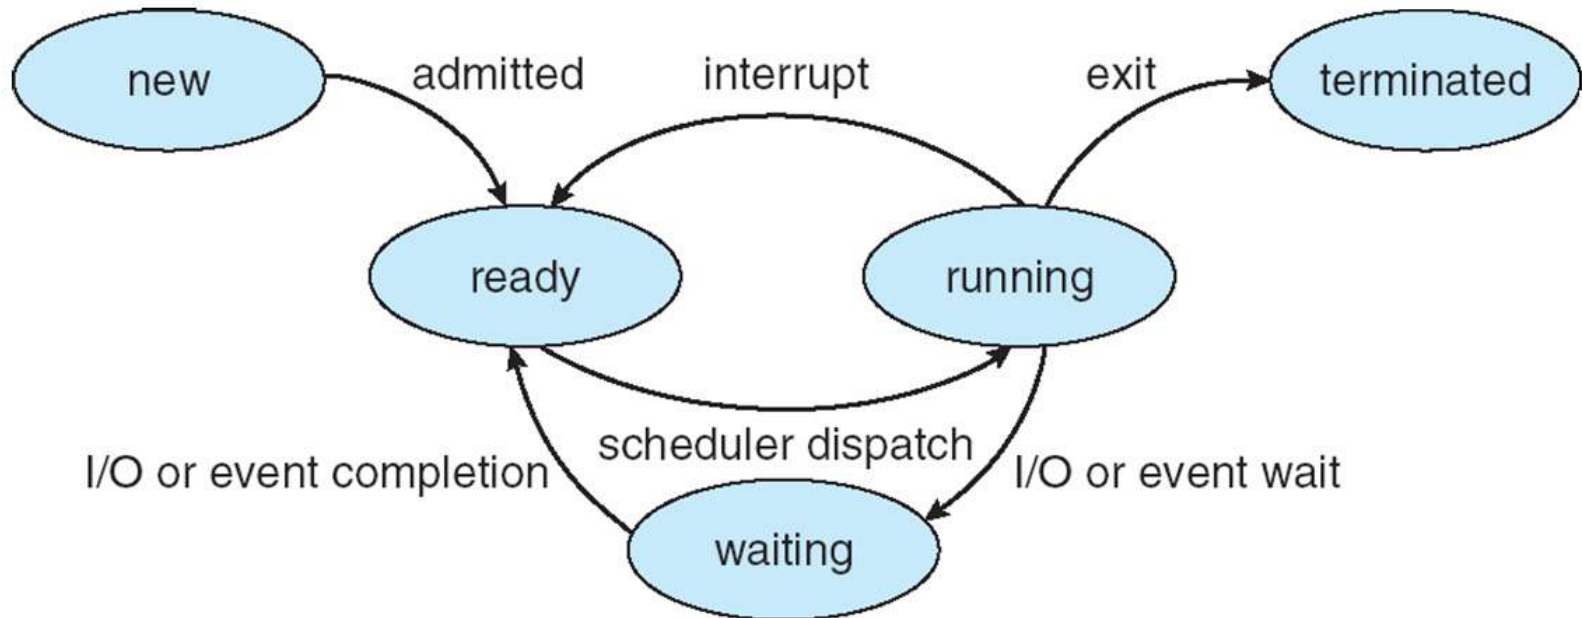 new
admitted
interrupt
exit
terminated
ready
running
scheduler dispatch
I/O or event completion
I/O or event wait
waiting